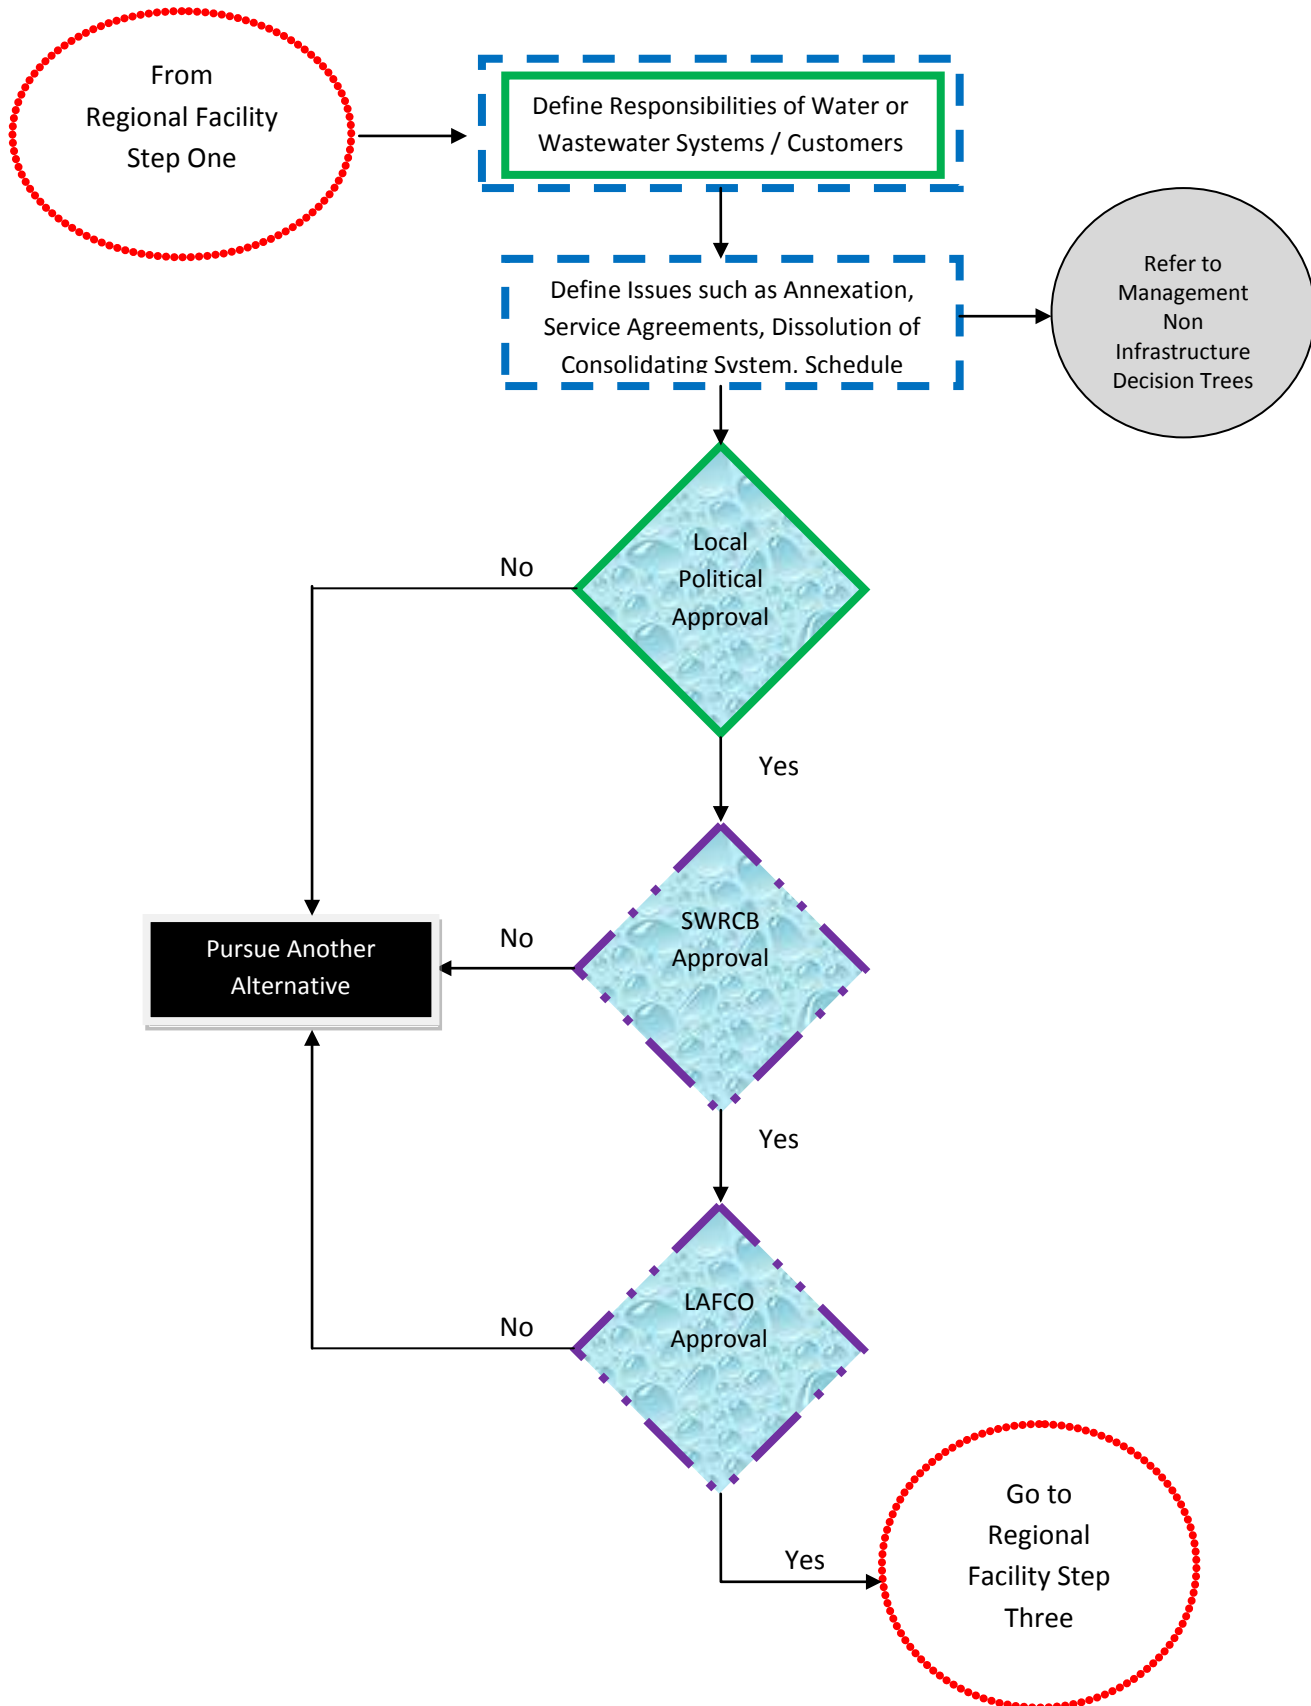 From
Regional Facility
Step One
Define Responsibilities of Water or
Wastewater Systems / Customers
Define Issues such as Annexation,
Service Agreements, Dissolution of
Consolidating System, Schedule
Refer to
Management
Non
Infrastructure
Decision Trees
Local
Political
Approval
No
Yes
SWRCB
Approval
No
Pursue Another
Alternative
Yes
LAFCO
Approval
No
Yes
Go to
Regional
Facility Step
Three